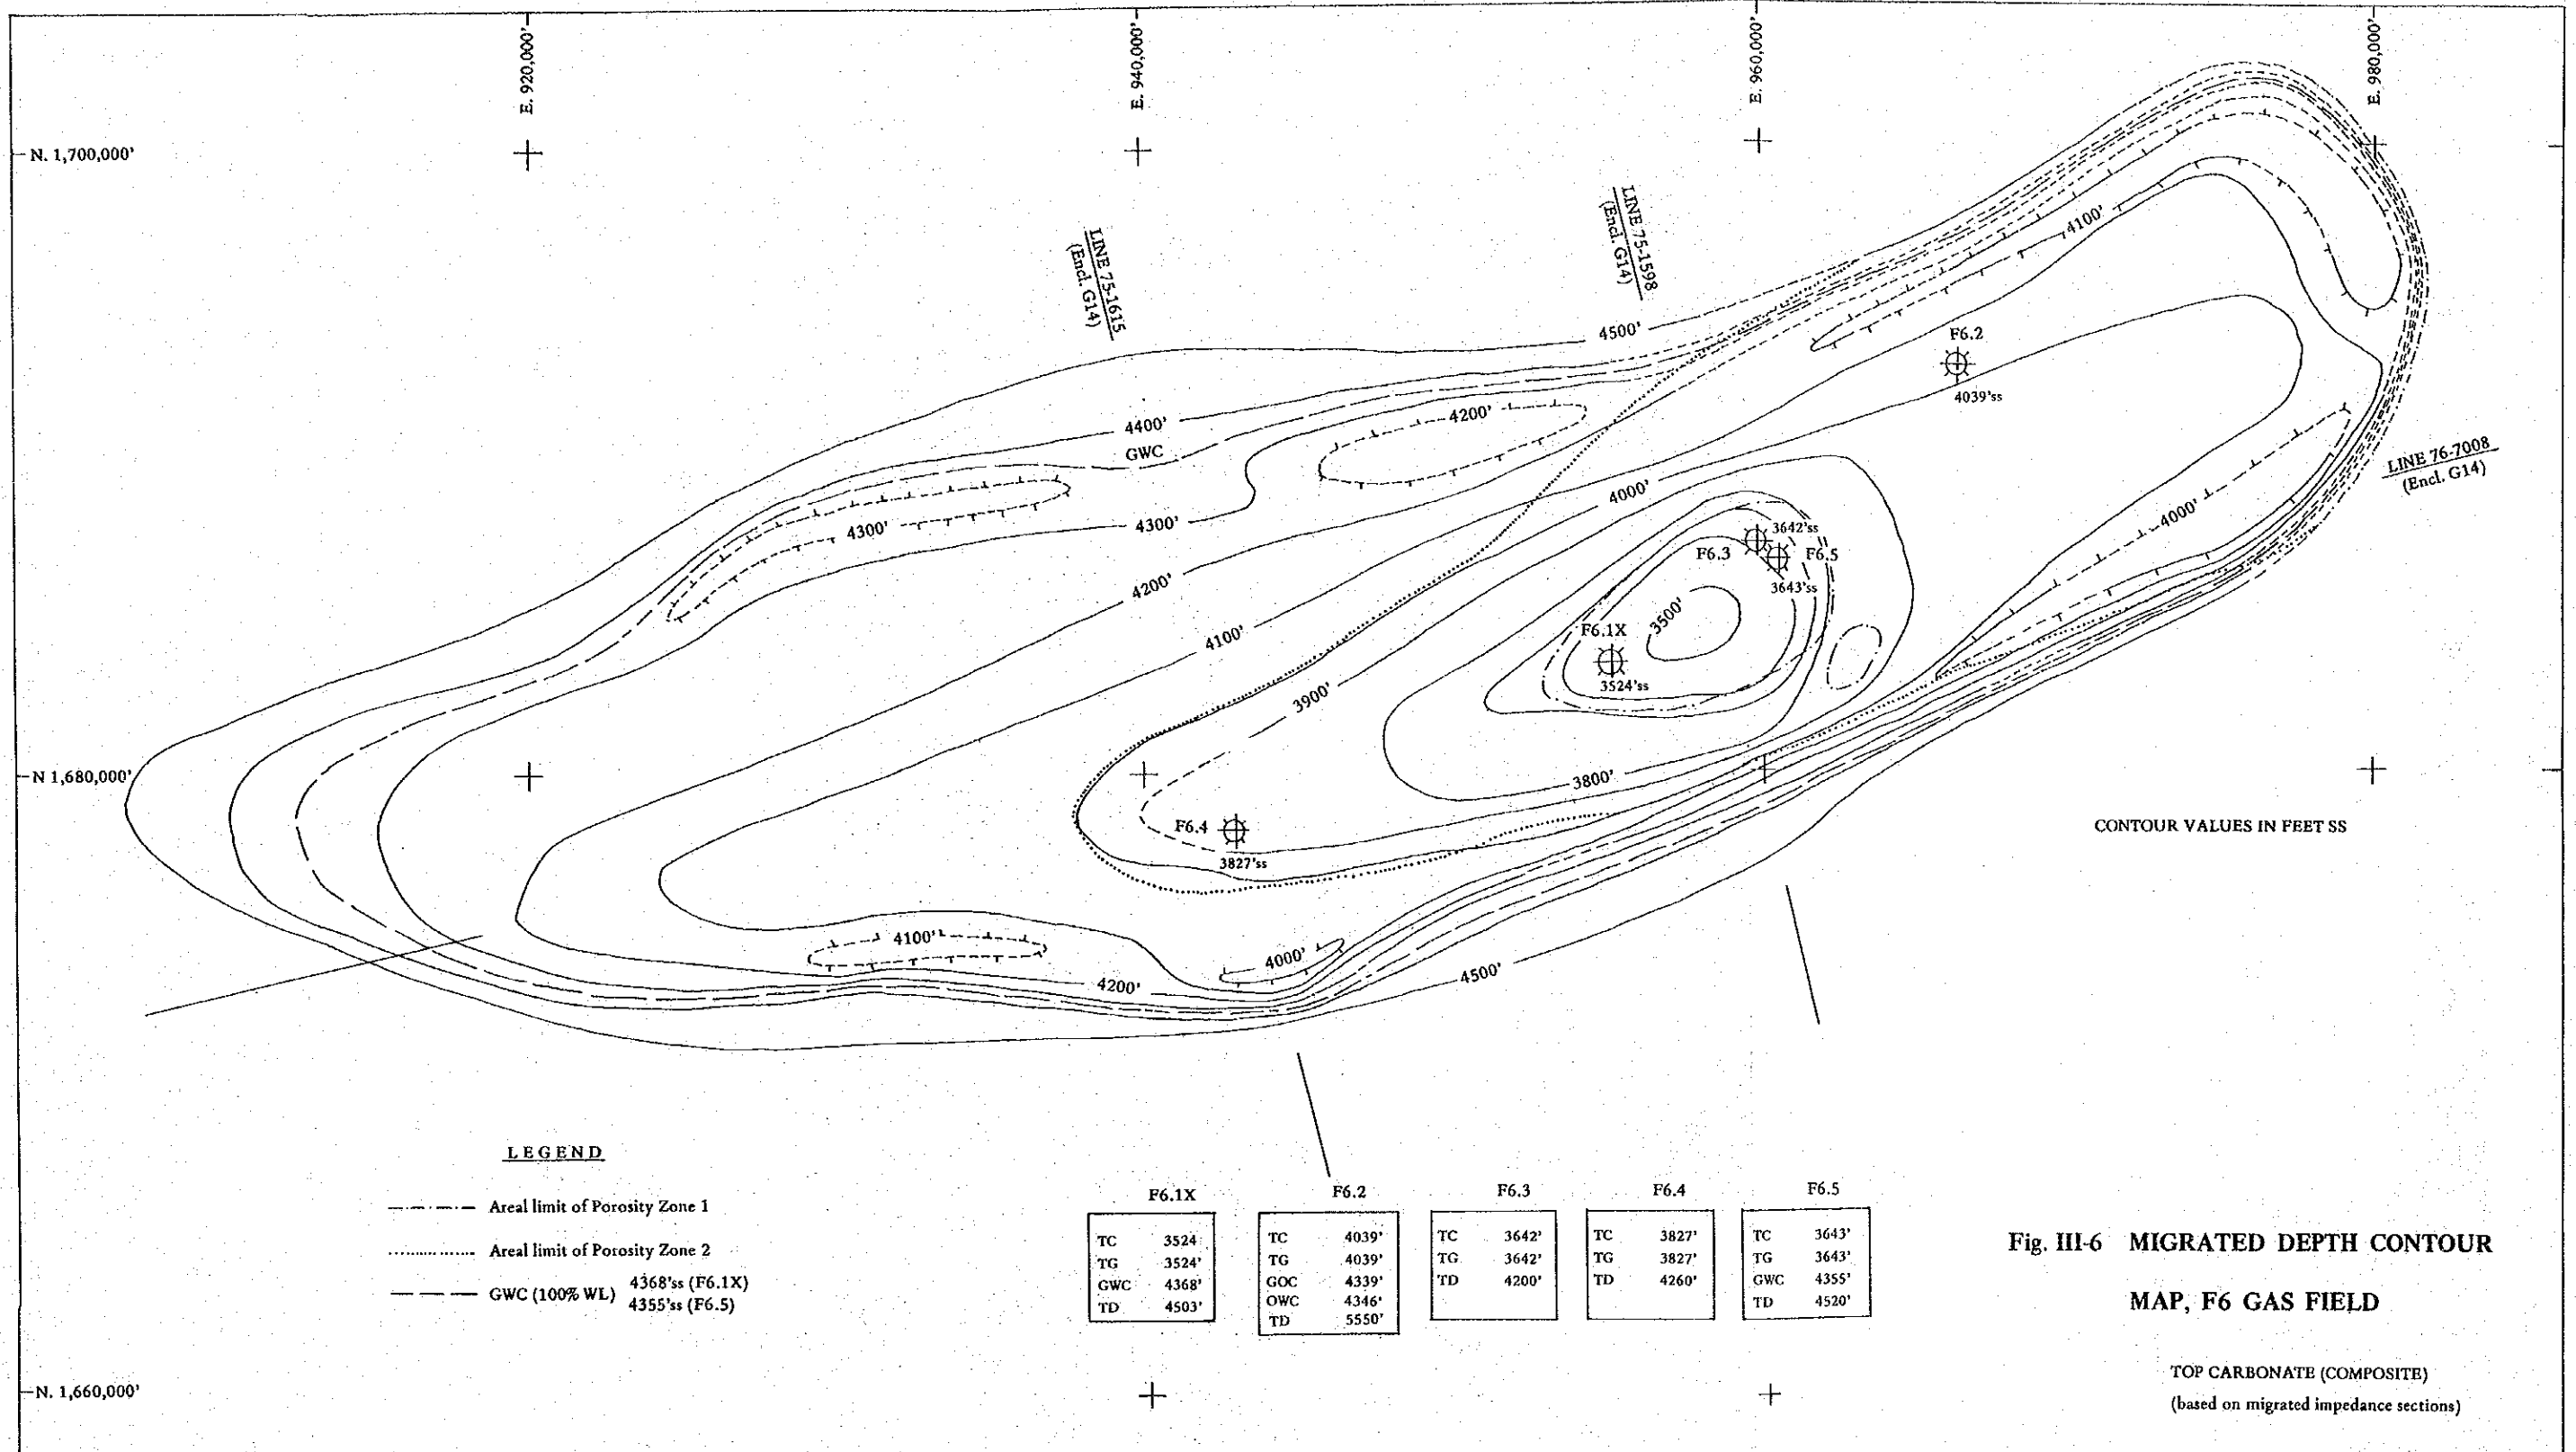 E. 920,000'
E. 940,000'
E. 960,000'
E. 980,000'
N. 1,700,000'
LINE 75-1615
(Encl. G14)
LINE 75-1598
(Encl. G14)
4100'
4500'
F6.2
4039'ss
4400'
GWC
4200'
LINE 76-7008
(Encl. G14)
4300'
4300'
4000'
4000'
3642'ss
F6.3
F6.5
3643'ss
4200'
3500'
F6.1X
3524'ss
4100'
3900'
N 1,680,000'
3800'
F6.4
3827'ss
CONTOUR VALUES IN FEET SS
4100'
4000'
4200'
4500'
LEGEND
Areal limit of Porosity Zone 1
Areal limit of Porosity Zone 2
GWC (100% WL) 4368'ss (F6.1X)
4355'ss (F6.5)
F6.1X
TC 3524
TG 3524'
GWC 4368'
TD 4503'
F6.2
TC 4039'
TG 4039'
GOC 4339'
OWC 4346'
TD 5550'
F6.3
TC 3642'
TG 3642'
TD 4200'
F6.4
TC 3827'
TG 3827'
TD 4260'
F6.5
TC 3643'
TG 3643'
GWC 4355'
TD 4520'
Fig. III-6 MIGRATED DEPTH CONTOUR
MAP, F6 GAS FIELD
TOP CARBONATE (COMPOSITE)
(based on migrated impedance sections)
N. 1,660,000'